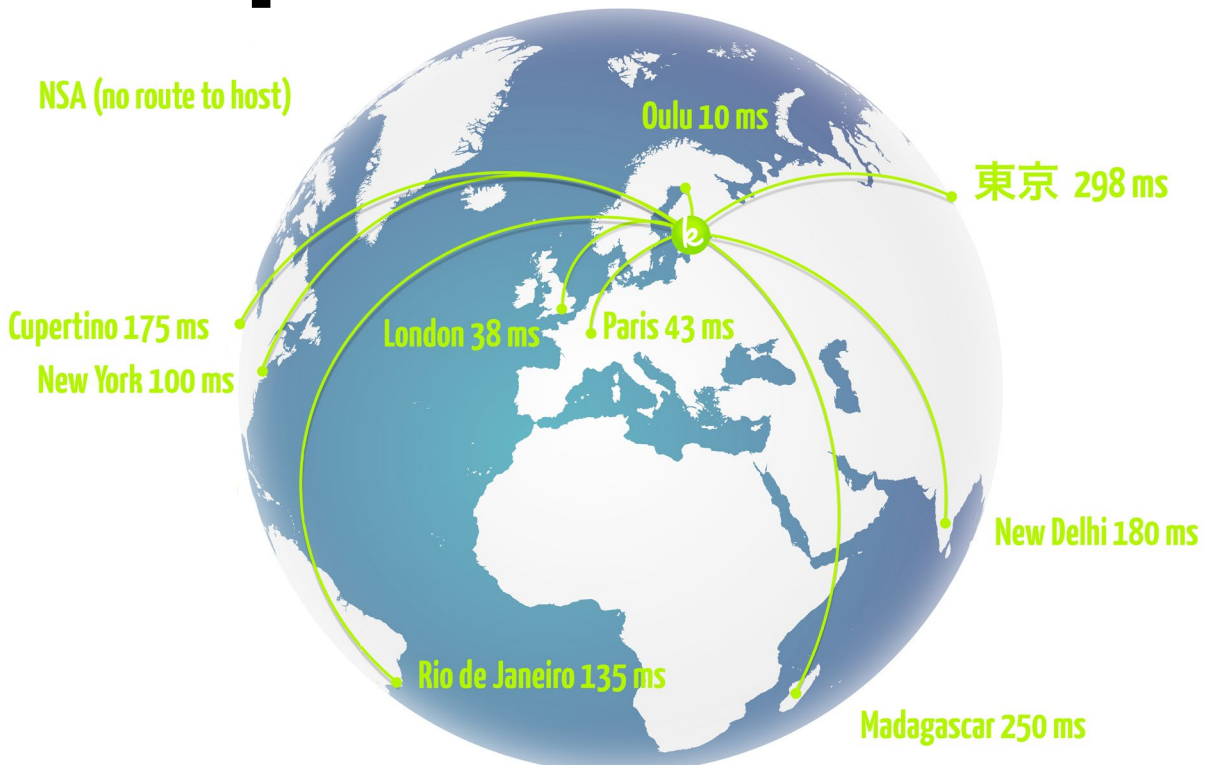 NSA (no route to host)
Oulu 10 ms
東京 298 ms
k
Cupertino 175 ms
London 38 ms
Paris 43 ms
New York 100 ms
New Delhi 180 ms
Rio de Janeiro 135 ms
Madagascar 250 ms